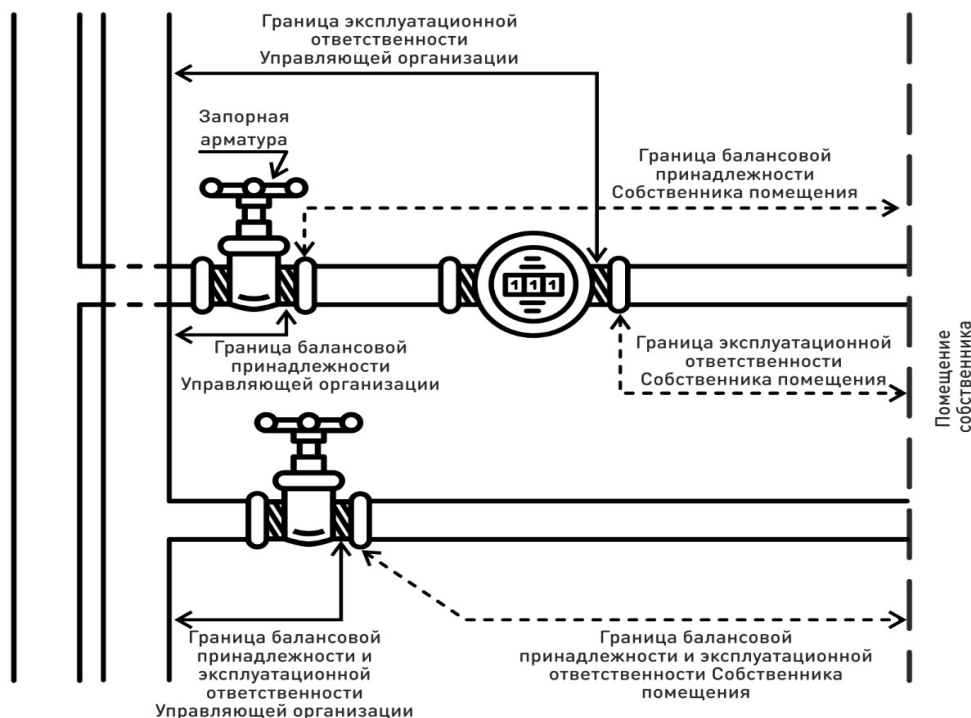 Граница эксплуатационной
ответственности
Управляющей организации
Запорная
арматура
Граница балансовой
принадлежности
Собственника помещения
111
Граница балансовой
принадлежности
Управляющей организации
Граница эксплуатационной
ответственности
Собственника помещения
Помещение
собственника
Граница балансовой
принадлежности и
эксплуатационной
ответственности
Управляющей организации
Граница балансовой
принадлежности и эксплуатационной
ответственности Собственника
помещения